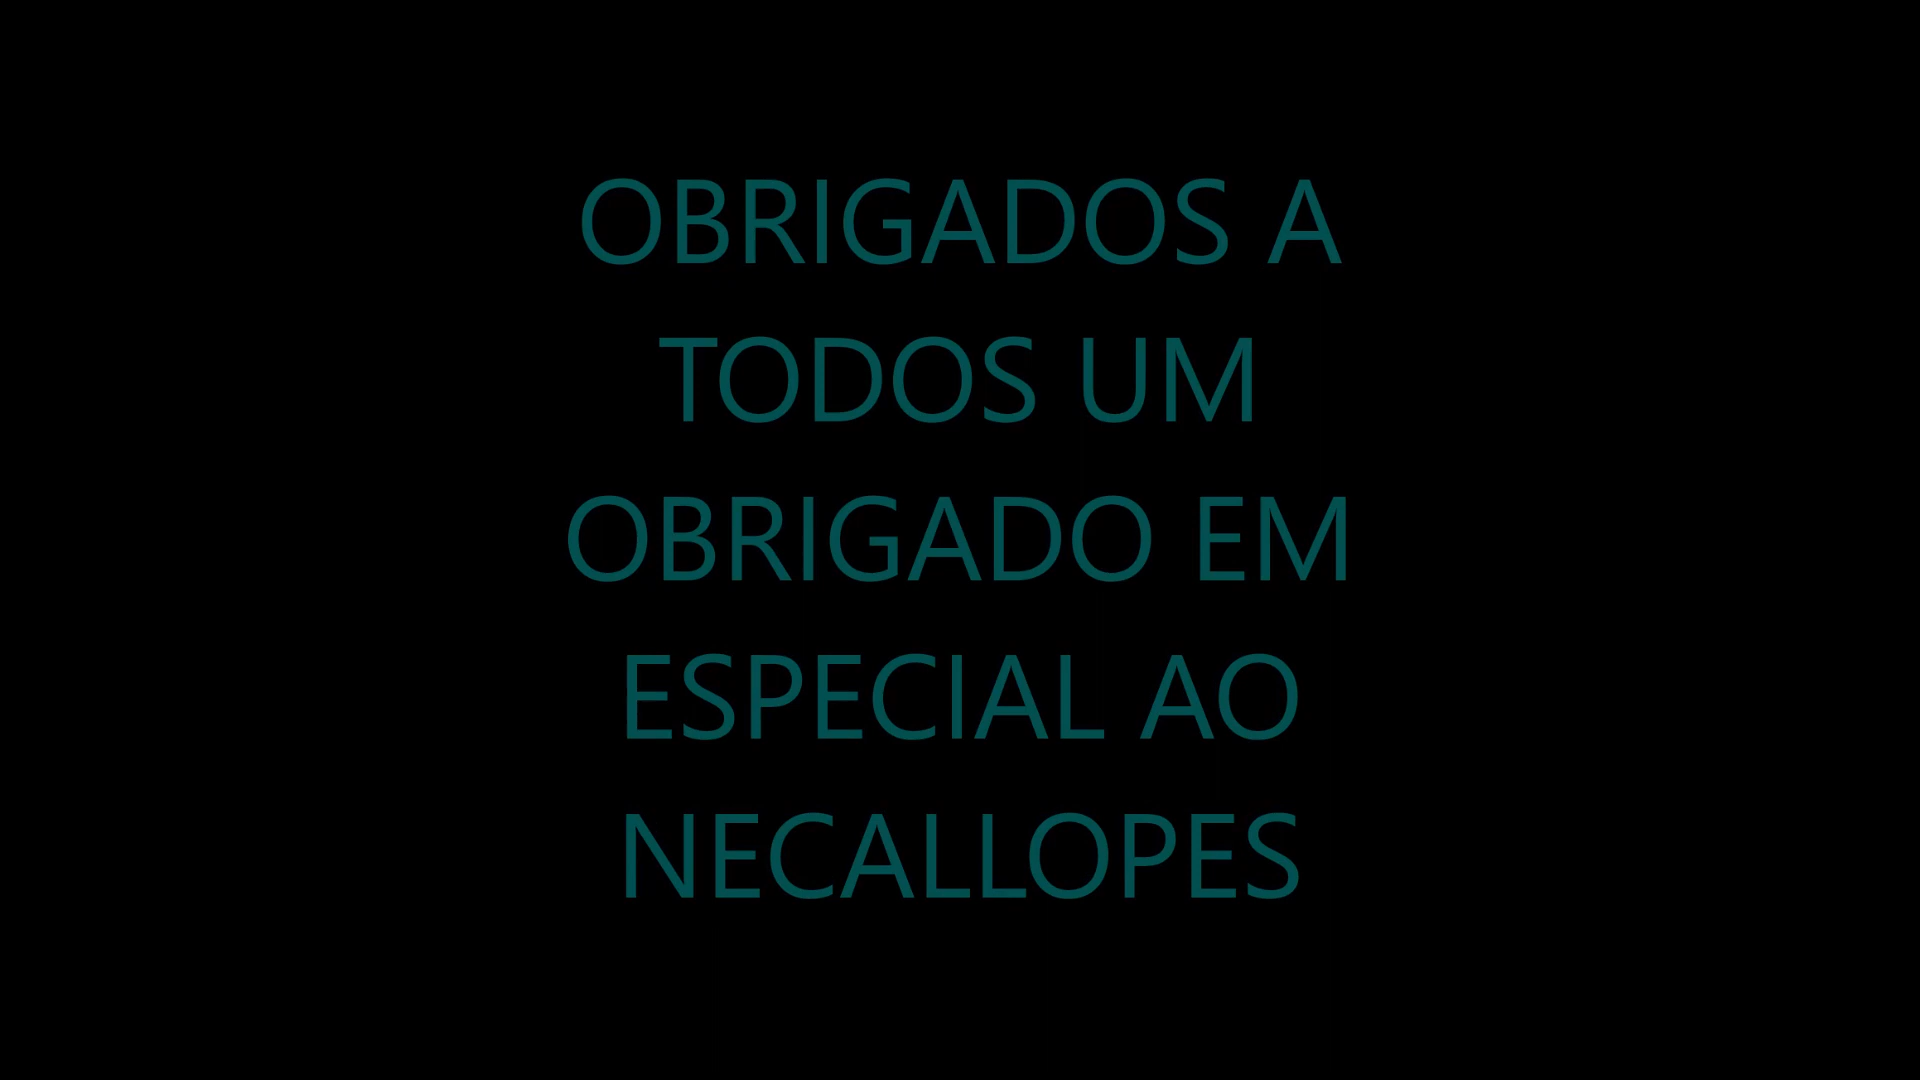 OBRIGADOS A
TODOS UM
OBRIGADO EM
ESPECIAL AO
NECALLOPES